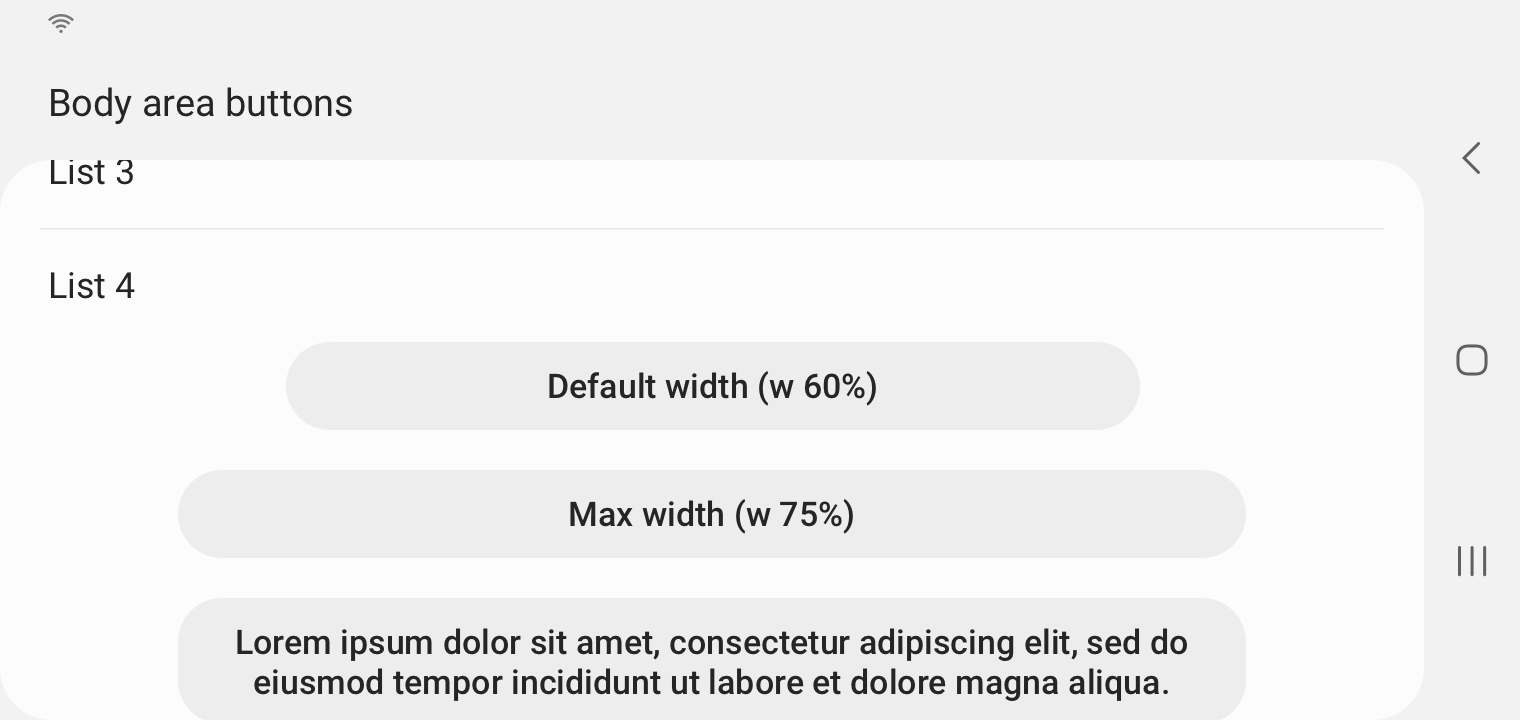 Body area buttons
List 3
List 4
Default width (w 60%)
Max width (w 75%)
Lorem ipsum dolor sit amet, consectetur adipiscing elit, sed do
eiusmod tempor incididunt ut labore et dolore magna aliqua.